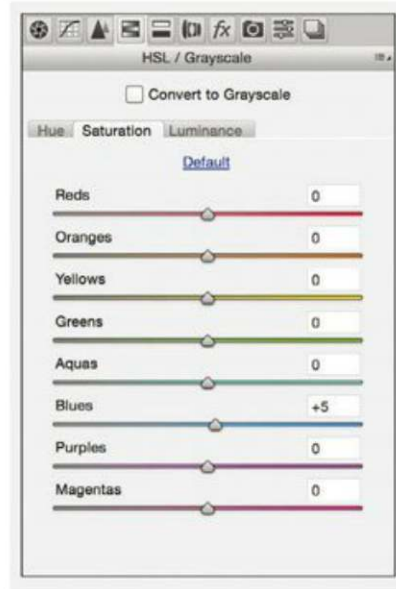 fx
HSL / Grayscale
Convert to Grayscale
Hue Saturation Luminance
Default
Reds 0
Oranges 0
Yellows 0
Greens 0
Aquas 0
Blues +5
Purples 0
Magentas 0